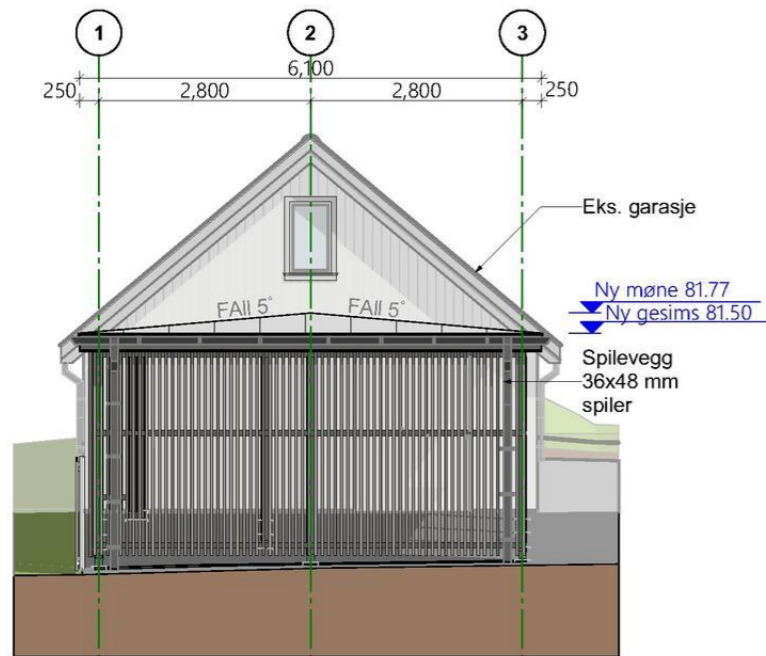 1 2 3
6,100
250 2,800 2,800 250
Eks. garasje
Ny møne 81.77
FAll 5° FAll 5°
Ny gesims 81.50
Spilevegg
36x48 mm
spiler